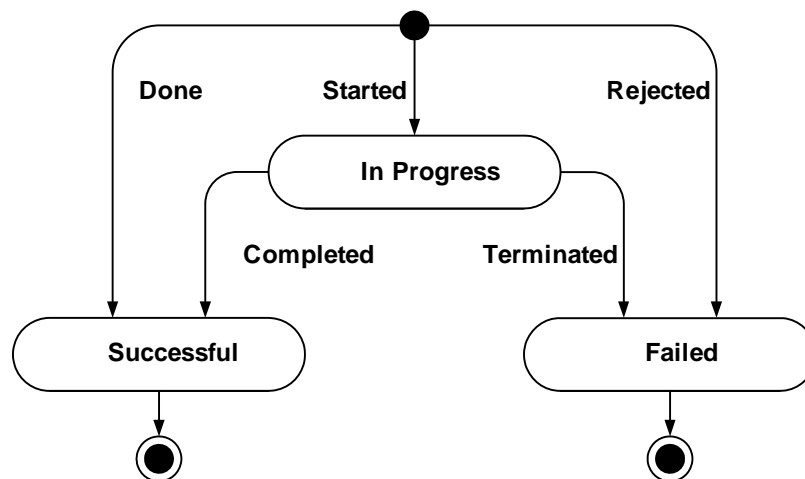 Done
Started
Rejected
In Progress
Completed
Terminated
Successful
Failed